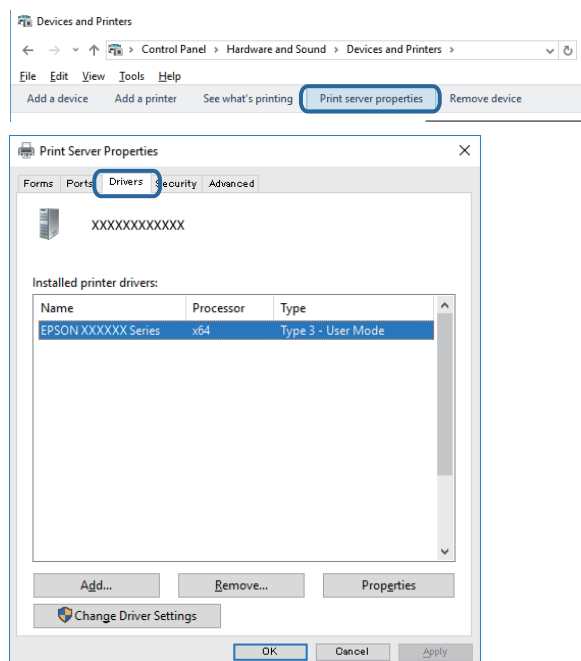 Devices and Printers
Control Panel > Hardware and Sound > Devices and Printers >
File Edit View Tools Help
Add a device Add a printer See what's printing Print server properties Remove device
Print Server Properties
Forms Ports Drivers Security Advanced
XXXXXXXXXXXX
Installed printer drivers:
Name Processor Type
EPSON XXXXXX Series x64 Type 3 - User Mode
Add... Remove... Properties
Change Driver Settings
OK Cancel Apply